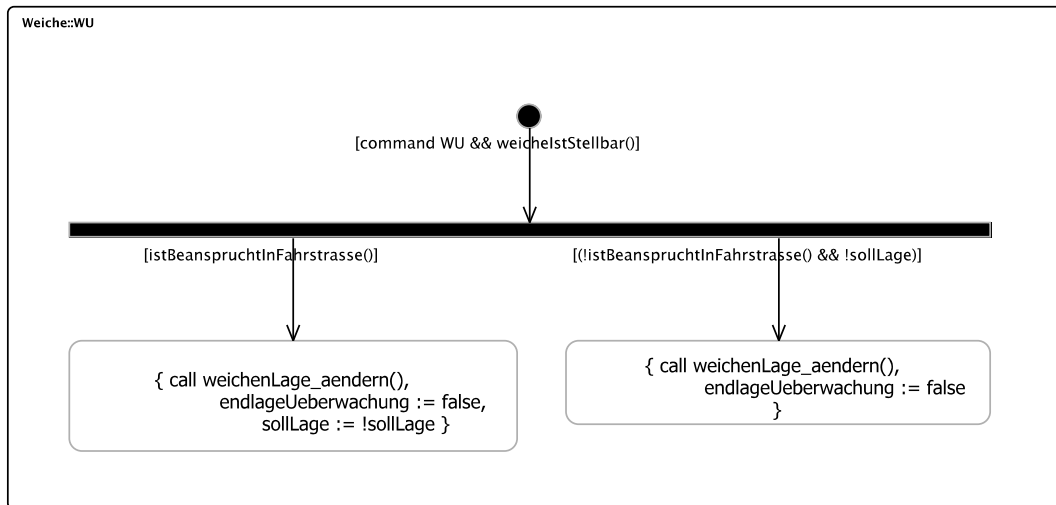 Weiche::WU
[command WU && weicheIstStellbar()]
[istBeanspruchtInFahrstrasse()]
[(!istBeanspruchtInFahrstrasse() && !sollLage)]
{ call weichenLage_aendern(),
endlageUeberwachung := false,
sollLage := !sollLage }
{ call weichenLage_aendern(),
endlageUeberwachung := false
}